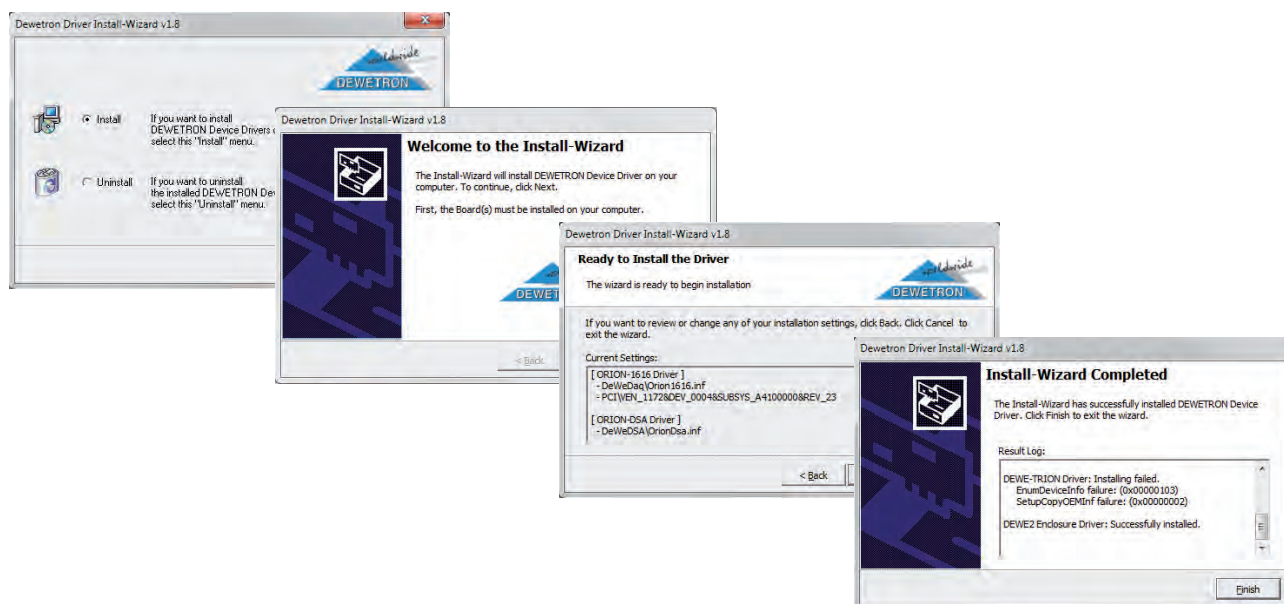 Dewetron Driver Install-Wizard v1.8
worldwide
DEWETRON
Install
If you want to install
DEWETRON Device Drivers
select this "Install" menu.
Uninstall
If you want to uninstall
the installed DEWETRON
select this "Uninstall" menu.
Dewetron Driver Install-Wizard v1.8
Welcome to the Install-Wizard
The Install-Wizard will install DEWETRON Device Driver on your
computer. To continue, click Next.
First, the Board(s) must be installed on your computer.
< Back
Dewetron Driver Install-Wizard v1.8
Ready to Install the Driver
The wizard is ready to begin installation
worldwide
DEWETRON
If you want to review or change any of your installation settings, click Back. Click Cancel to
exit the wizard.
Current Settings:
[ ORION-1616 Driver ]
- DeWeDaq\Orion1616.inf
- PCI\VEN_1172&DEV_0004&SUBSYS_A4100000&REV_23
[ ORION-DSA Driver ]
- DeWeDSA\OrionDsa.inf
< Back
Dewetron Driver Install-Wizard v1.8
Install-Wizard Completed
The Install-Wizard has successfully installed DEWETRON Device
Driver. Click Finish to exit the wizard.
Result Log:
DEWE-TRION Driver: Installing failed.
EnumDeviceInfo failure: (0x00000103)
SetupCopyOEMInf failure: (0x00000002)
DEWE2 Enclosure Driver: Successfully installed.
Finish